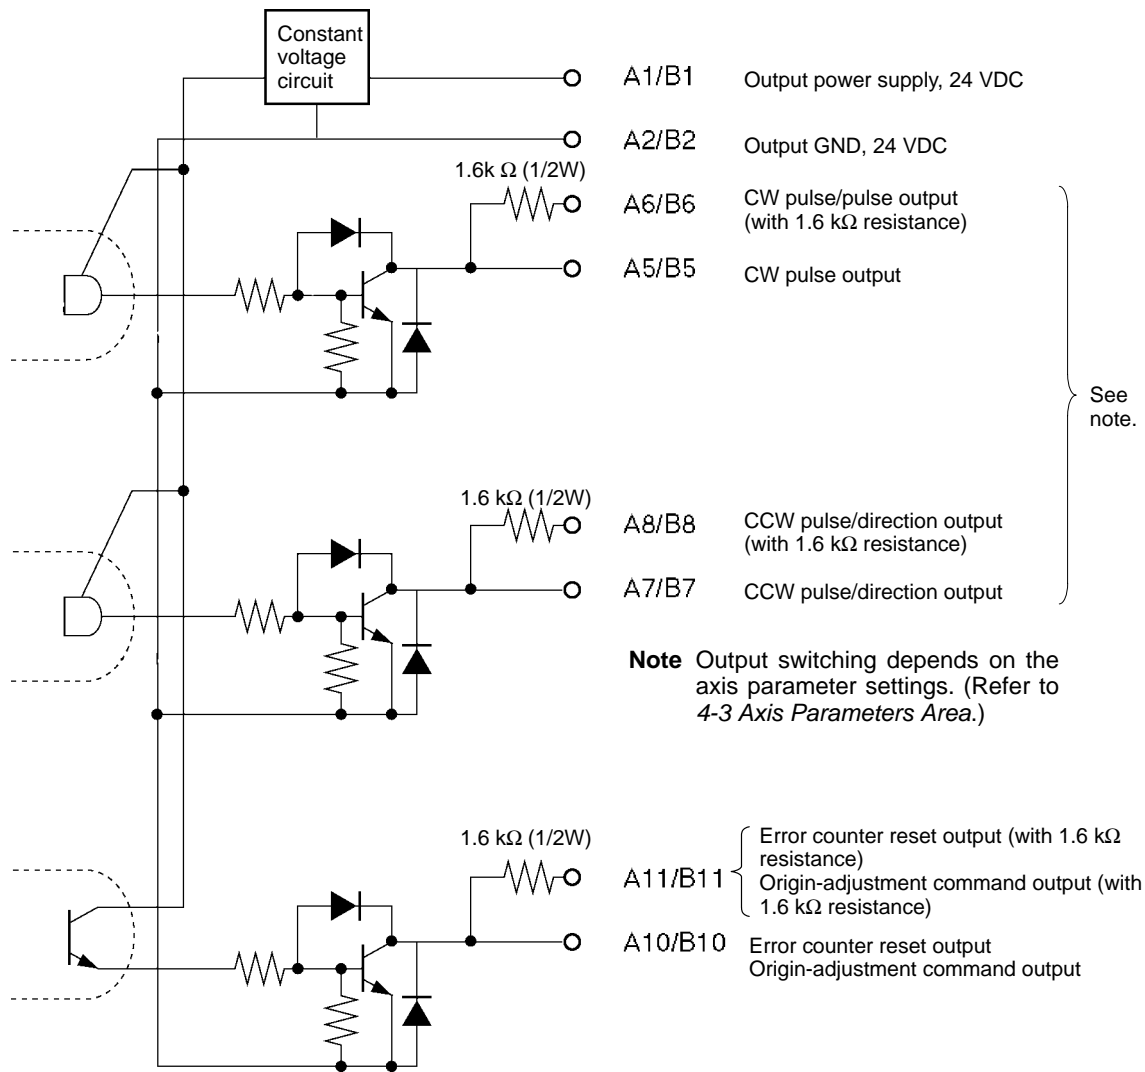 Constant
voltage
circuit
A1/B1 Output power supply, 24 VDC
A2/B2 Output GND, 24 VDC
1.6k Ω (1/2W)
A6/B6 CW pulse/pulse output
(with 1.6 kΩ resistance)
A5/B5 CW pulse output
See
note.
1.6 kΩ (1/2W)
A8/B8 CCW pulse/direction output
(with 1.6 kΩ resistance)
A7/B7 CCW pulse/direction output
Note Output switching depends on the
axis parameter settings. (Refer to
4-3 Axis Parameters Area.)
1.6 kΩ (1/2W)
A11/B11 Error counter reset output (with 1.6 kΩ
resistance)
Origin-adjustment command output (with
1.6 kΩ resistance)
A10/B10 Error counter reset output
Origin-adjustment command output